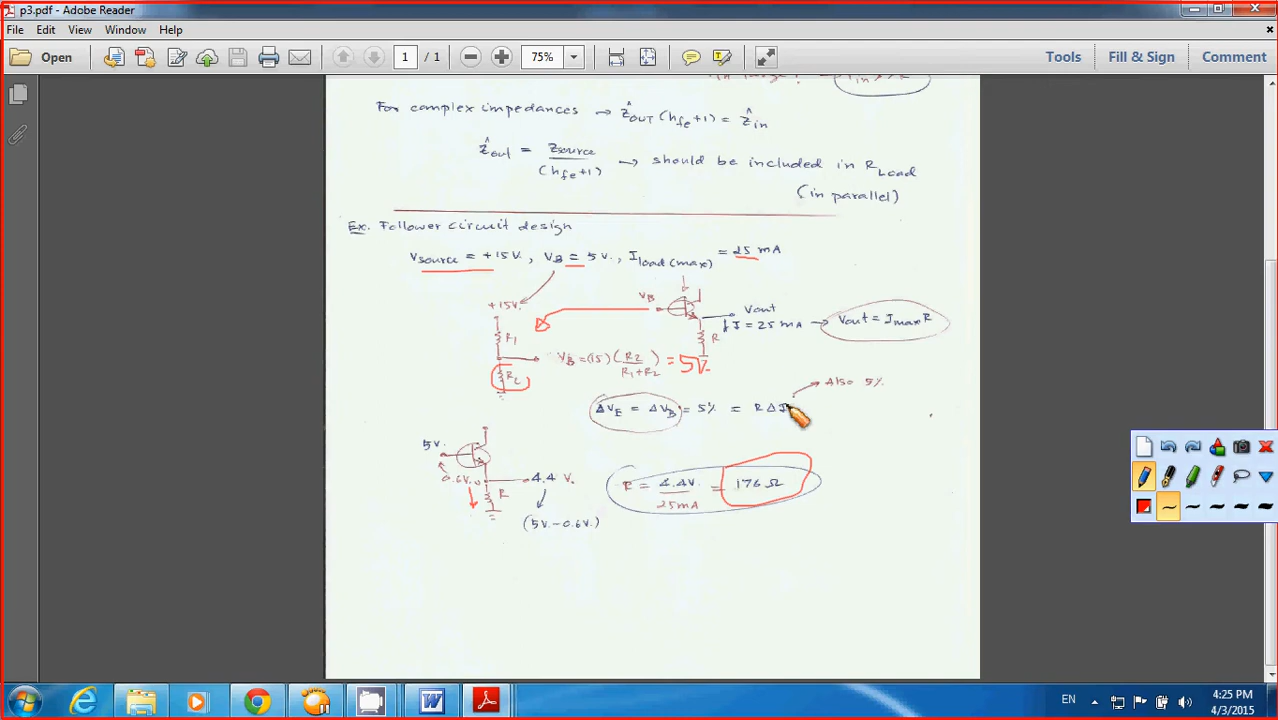 p3.pdf - Adobe Reader
File Edit View Window Help
Open 1 / 1 75% Tools Fill & Sign Comment
For complex impedances → ẑOUT (hfe+1) = ẑin
ẑout = Zsource / (hfe+1) → should be included in RLoad
(in parallel)
Ex. Follower circuit design
Vsource = +15V. , VB = 5V. , Iload(max) = 25 mA
+15V.
VB
Vout
R1
I = 25 mA → Vout = Imax R
R
VB = (15) (R2 / R1+R2) = 5V.
R2
Also 5%
ΔVE = ΔVB = 5% = R Δ
5V.
0.6V. 4.4 V.
R
(5V. - 0.6V.)
R = 4.4V. / 25mA = 176 Ω
EN 4:25 PM
4/3/2015